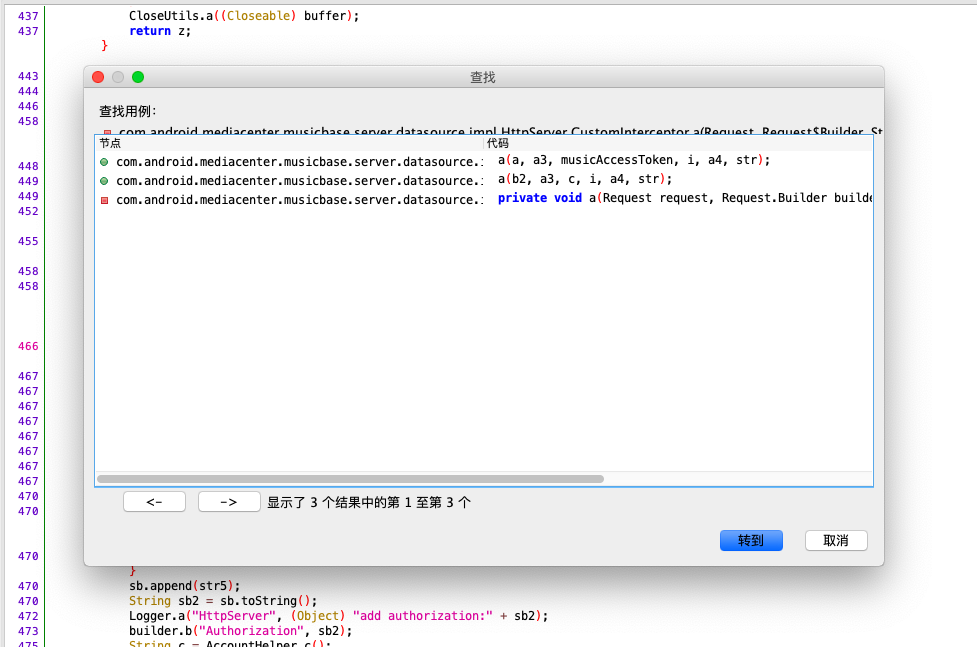 437 CloseUtils.a((Closeable) buffer);
437 return z;
}
443
444
446
458
448
449
449
452
455
458
458
466
467
467
467
467
467
467
467
467
470
470
查找
查找用例:
com.android.mediacenter.musicbase.server.datasource.impl.HttpServer.CustomInterceptor.a(Request, Request$Builder, St
节点 代码
com.android.mediacenter.musicbase.server.datasource.i a(a, a3, musicAccessToken, i, a4, str);
com.android.mediacenter.musicbase.server.datasource.i a(b2, a3, c, i, a4, str);
com.android.mediacenter.musicbase.server.datasource.i private void a(Request request, Request.Builder builde
<- -> 显示了 3 个结果中的第 1 至第 3 个
转到 取消
470 }
470 sb.append(str5);
470 String sb2 = sb.toString();
472 Logger.a("HttpServer", (Object) "add authorization:" + sb2);
473 builder.b("Authorization", sb2);
475 String c = AccountHelper.c();